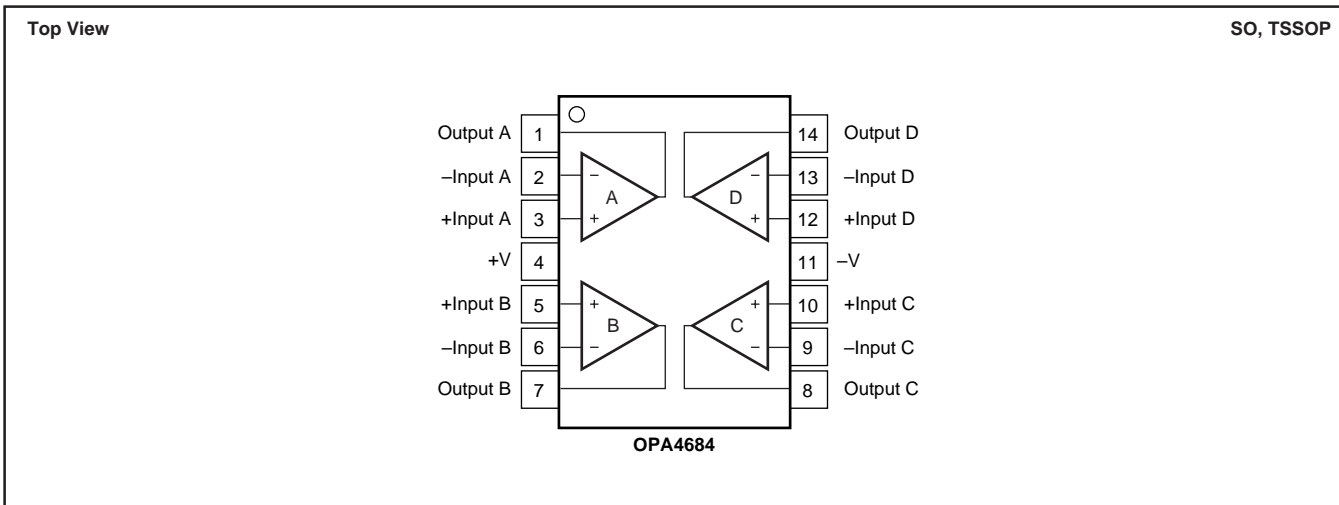 Top View SO, TSSOP
Output A 1 14 Output D
–Input A 2 – – 13 –Input D
A D
+Input A 3 + + 12 +Input D
+V 4 11 –V
+Input B 5 + + 10 +Input C
B C
–Input B 6 – – 9 –Input C
Output B 7 8 Output C
OPA4684